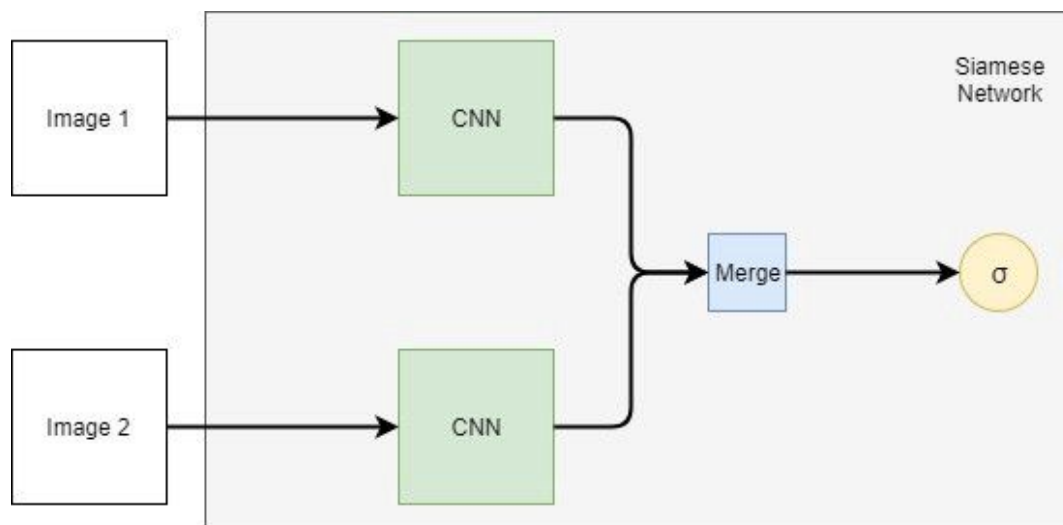 Siamese
Network
Image 1
CNN
Merge
σ
Image 2
CNN